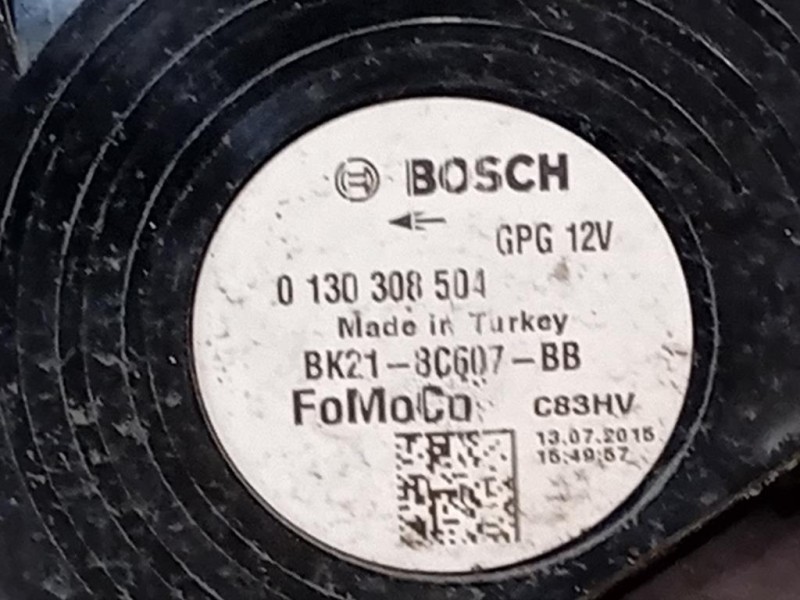 BOSCH
GPG 12V
0 130 308 504
Made in Turkey
BK21-8C607-BB
FoMoCo C83HV
13.07.2015
15:49:57